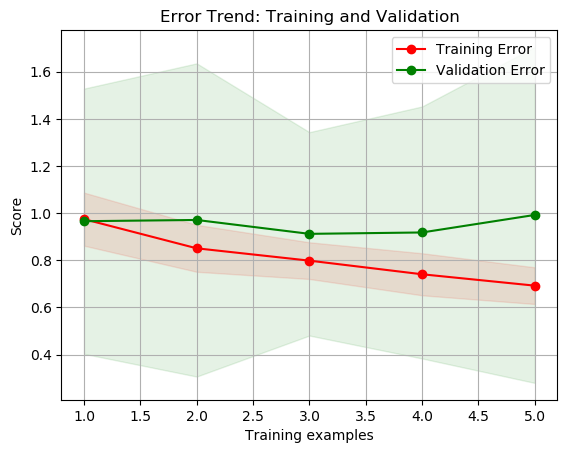 Error Trend: Training and Validation
Training Error
Validation Error
Score
1.6
1.4
1.2
1.0
0.8
0.6
0.4
1.0 1.5 2.0 2.5 3.0 3.5 4.0 4.5 5.0
Training examples